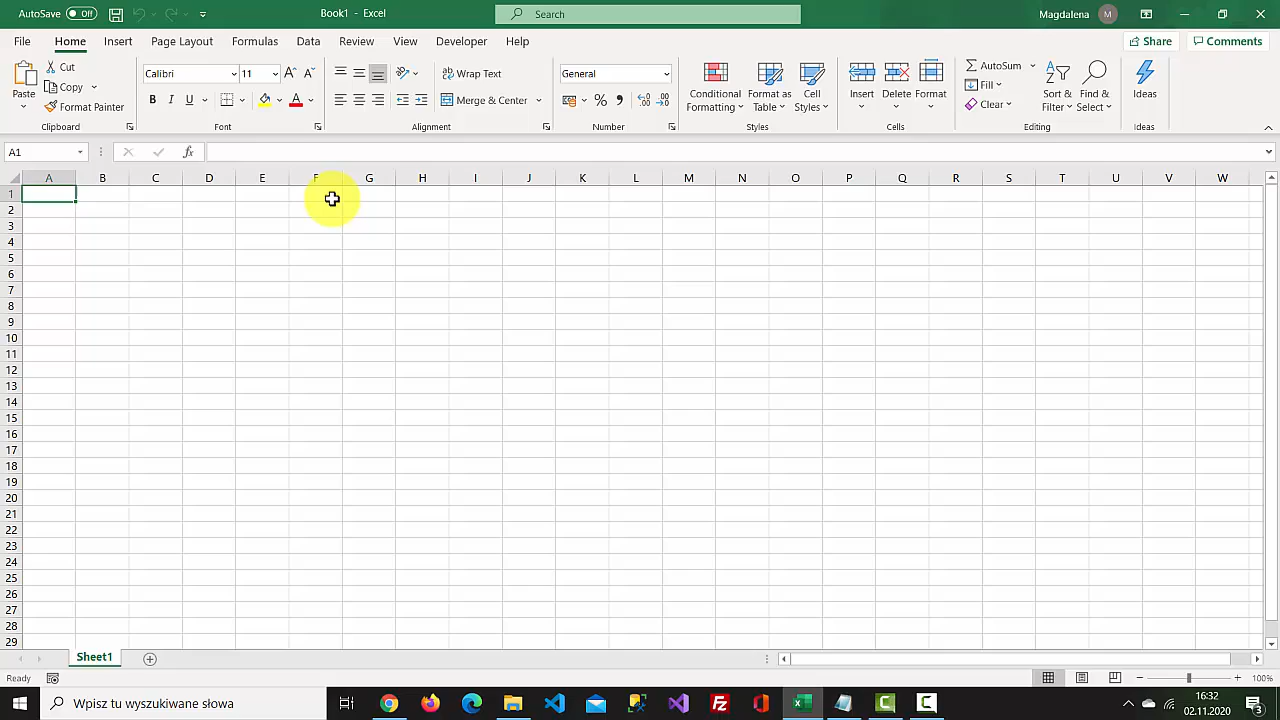 AutoSave Off Book1 - Excel Search Magdalena M
File Home Insert Page Layout Formulas Data Review View Developer Help Share Comments
Paste
Cut
Copy
Format Painter
Clipboard
Calibri 11
B I U
Font
Wrap Text
Merge & Center
Alignment
General
Number
Conditional Formatting
Format as Table
Cell Styles
Styles
Insert Delete Format
Cells
AutoSum
Fill
Clear
Sort & Filter
Find & Select
Editing
Ideas
Ideas
A1 fx
A B C D E F G H I J K L M N O P Q R S T U V W
1
2
3
4
5
6
7
8
9
10
11
12
13
14
15
16
17
18
19
20
21
22
23
24
25
26
27
28
29
Sheet1
Ready 100%
Wpisz tu wyszukiwane sło 16:32
02.11.2020